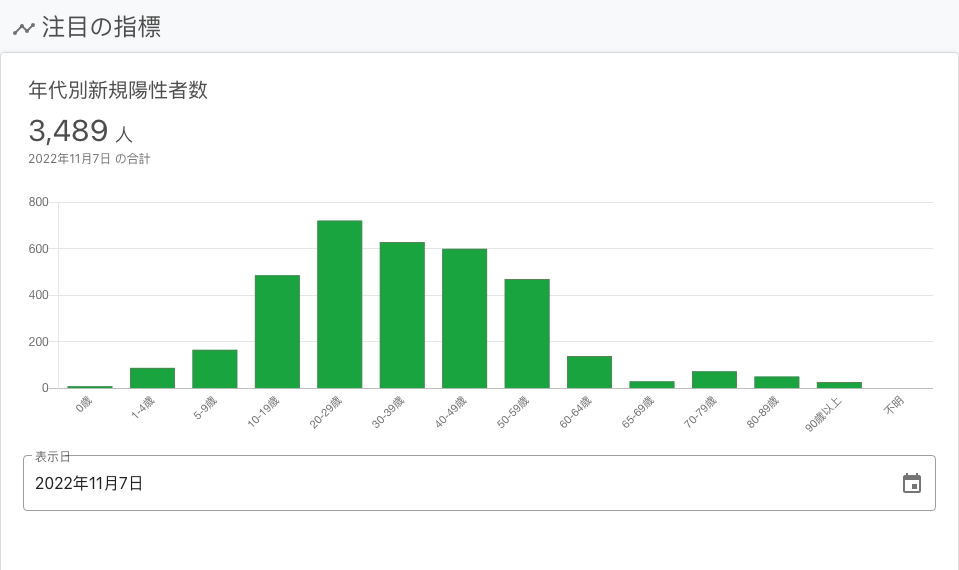 注目の指標
年代別新規陽性者数
3,489 人
2022年11月7日 の合計
800
600
400
200
0
0歳
1-4歳
5-9歳
10-19歳
20-29歳
30-39歳
40-49歳
50-59歳
60-64歳
65-69歳
70-79歳
80-89歳
90歳以上
不明
表示日
2022年11月7日